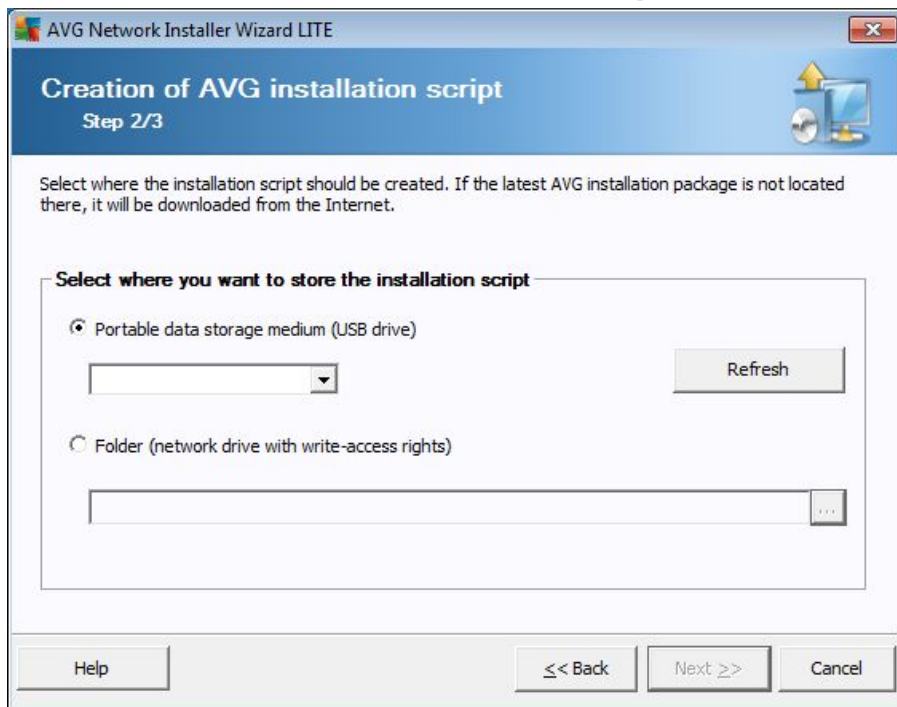 AVG Network Installer Wizard LITE
Creation of AVG installation script
Step 2/3
Select where the installation script should be created. If the latest AVG installation package is not located
there, it will be downloaded from the Internet.
Select where you want to store the installation script
Portable data storage medium (USB drive)
Refresh
Folder (network drive with write-access rights)
...
Help
<< Back
Next >>
Cancel